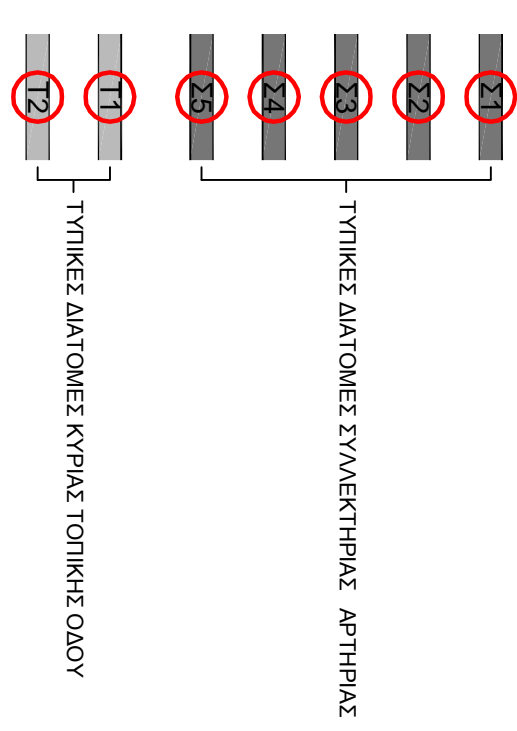 Σ1
Σ2
Σ3
Σ4
Σ5
ΤΥΠΙΚΕΣ ΔΙΑΤΟΜΕΣ ΣΥΛΛΕΚΤΗΡΙΑΣ ΑΡΤΗΡΙΑΣ
Τ1
Τ2
ΤΥΠΙΚΕΣ ΔΙΑΤΟΜΕΣ ΚΥΡΙΑΣ ΤΟΠΙΚΗΣ ΟΔΟΥ